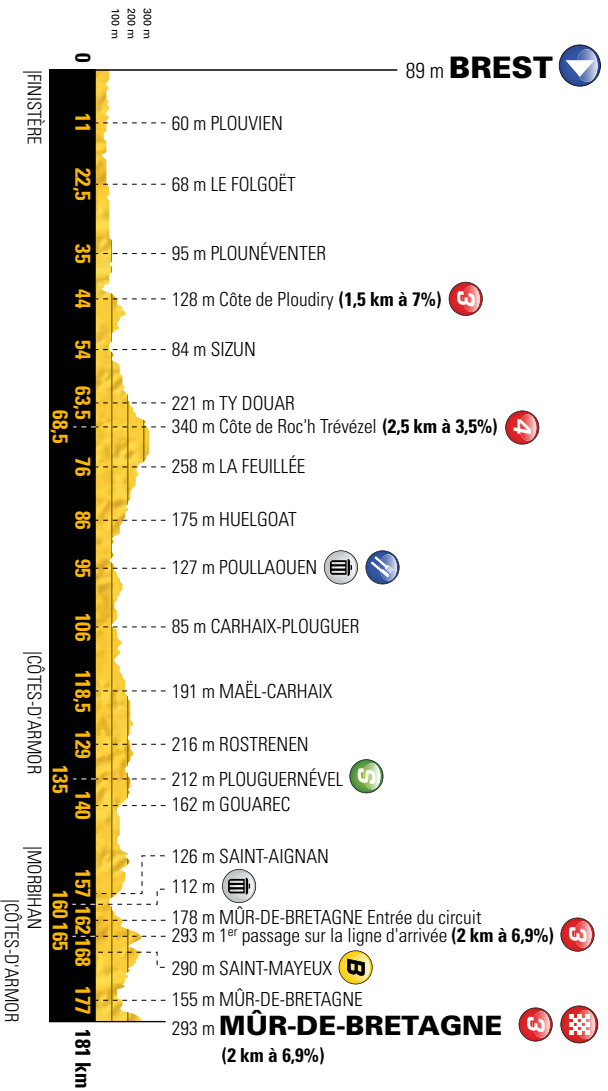 300 m
200 m
100 m
0
89 m BREST
|FINISTÈRE
11
60 m PLOUVIEN
22,5
68 m LE FOLGOËT
35
95 m PLOUNÉVENTER
44
128 m Côte de Ploudiry (1,5 km à 7%) 3
54
84 m SIZUN
63,5
221 m TY DOUAR
68,5
340 m Côte de Roc'h Trévézel (2,5 km à 3,5%) 4
76
258 m LA FEUILLÉE
86
175 m HUELGOAT
95
127 m POULLAOUEN
106
85 m CARHAIX-PLOUGUER
|CÔTES-D'ARMOR
118,5
191 m MAËL-CARHAIX
129
216 m ROSTRENEN
135
212 m PLOUGUERNÉVEL S
140
162 m GOUAREC
|MORBIHAN
157
126 m SAINT-AIGNAN
160
112 m
|CÔTES-D'ARMOR
162
178 m MÛR-DE-BRETAGNE Entrée du circuit
165
293 m 1er passage sur la ligne d'arrivée (2 km à 6,9%) 3
168
290 m SAINT-MAYEUX B
177
155 m MÛR-DE-BRETAGNE
181 km
293 m MÛR-DE-BRETAGNE 3
(2 km à 6,9%)